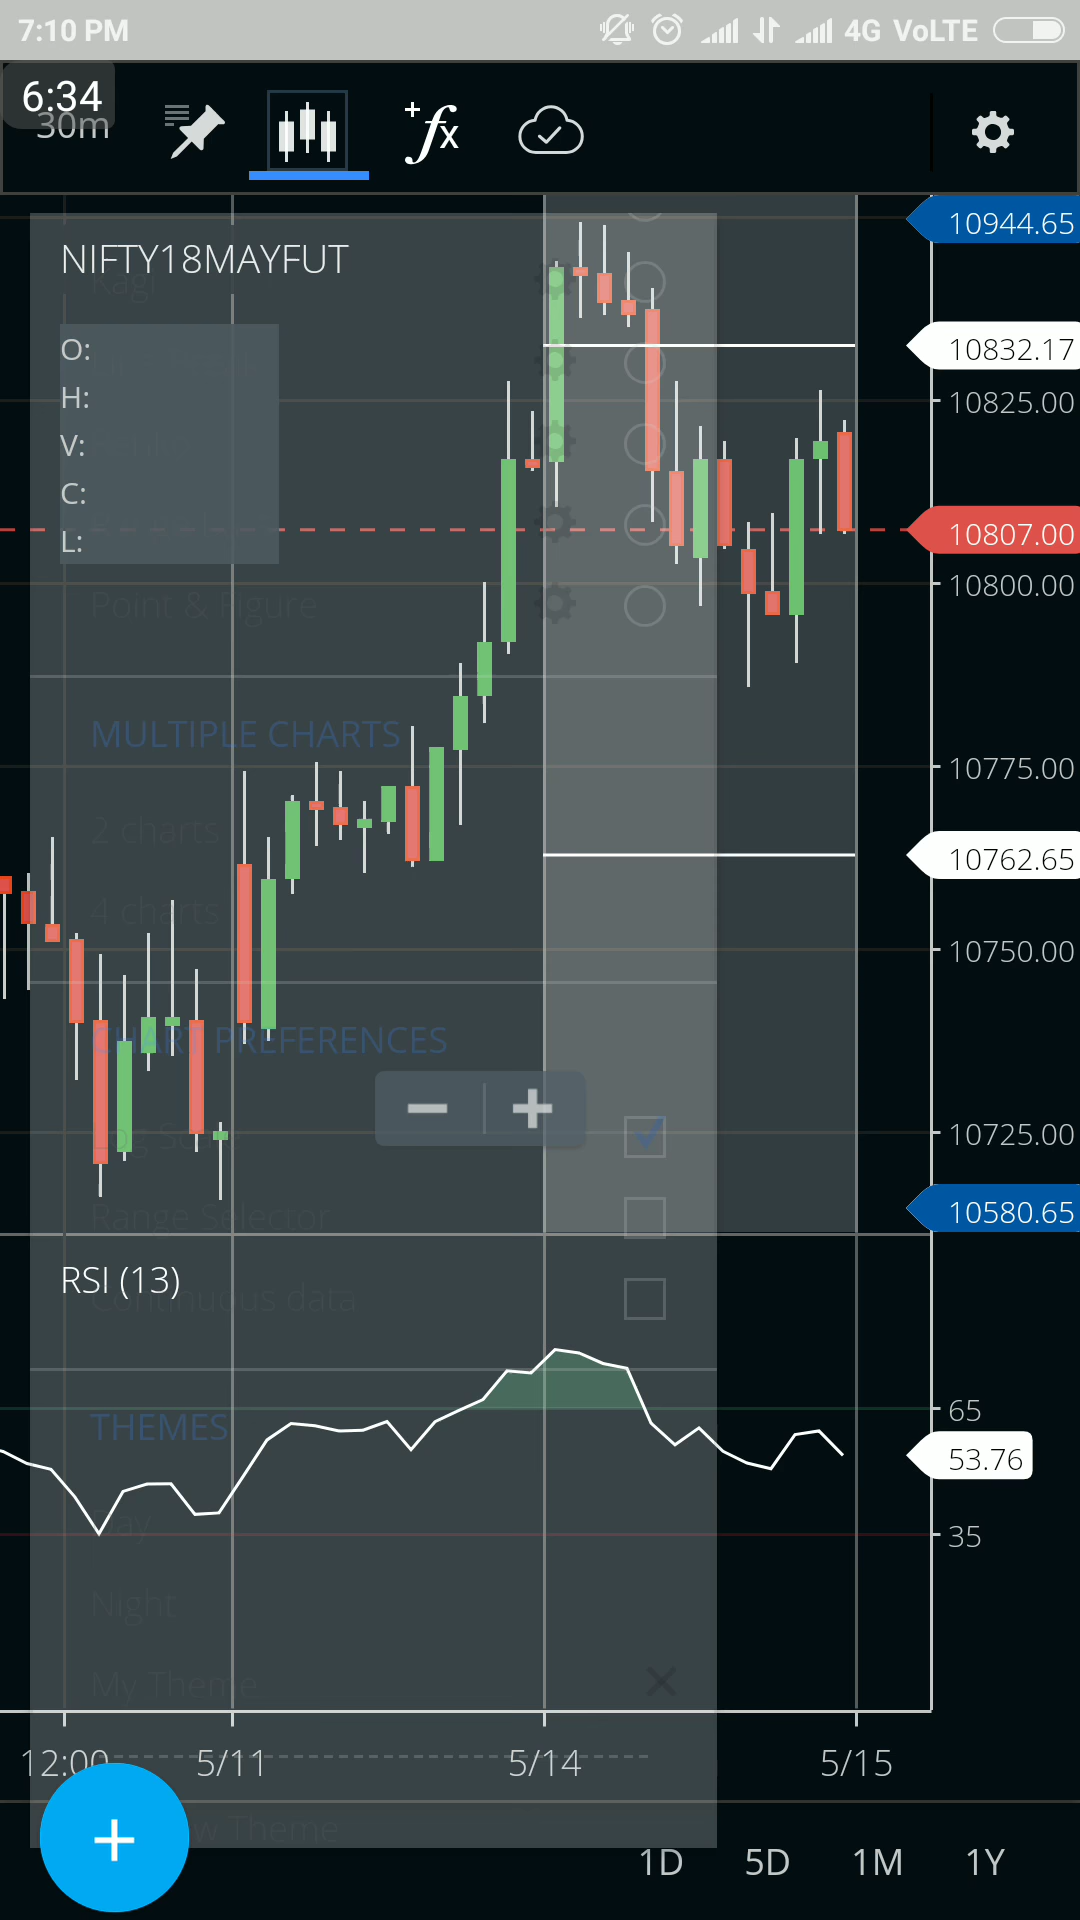 7:10 PM 4G VoLTE
6:34
30m
+fx
10944.65
NIFTY18MAYFUT
Kagi
10832.17
O:
H:
10825.00
V:
C:
10807.00
L:
10800.00
Point & Figure
MULTIPLE CHARTS
10775.00
2 charts
10762.65
4 charts
10750.00
CHART PREFERENCES
10725.00
Range Selector
10580.65
RSI (13)
Continuous data
65
THEMES
53.76
Day
35
Night
My Theme
12:00 5/11 5/14 5/15
Theme
1D 5D 1M 1Y